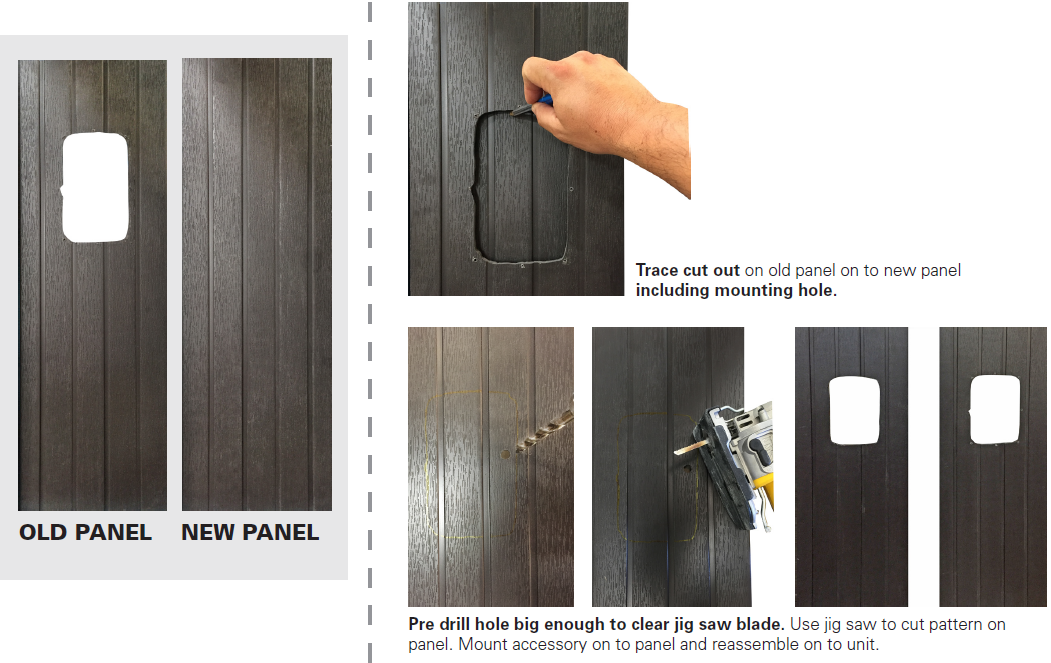 OLD PANEL
NEW PANEL
Trace cut out on old panel on to new panel
including mounting hole.
Pre drill hole big enough to clear jig saw blade. Use jig saw to cut pattern on
panel. Mount accessory on to panel and reassemble on to unit.